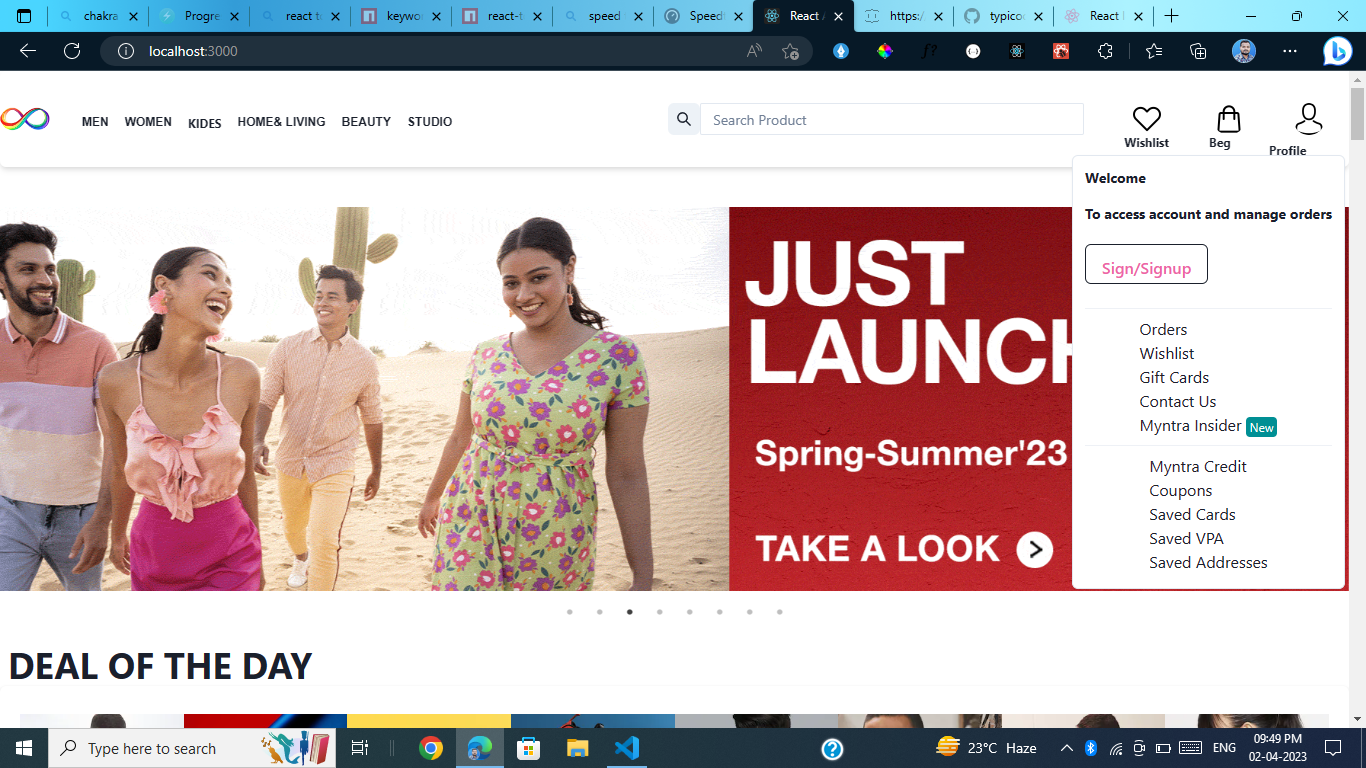 chakra
Progre
react ta
keywor
react-t
speed
Speedi
React A
https:/
typico
React I
localhost:3000
MEN WOMEN KIDES HOME& LIVING BEAUTY STUDIO
Search Product
Wishlist
Beg
Profile
Welcome
To access account and manage orders
Sign/Signup
Orders
Wishlist
Gift Cards
Contact Us
Myntra Insider New
Myntra Credit
Coupons
Saved Cards
Saved VPA
Saved Addresses
JUST
LAUNCH
Spring-Summer'23
TAKE A LOOK
DEAL OF THE DAY
Type here to search
23°C Haze
ENG
09:49 PM
02-04-2023